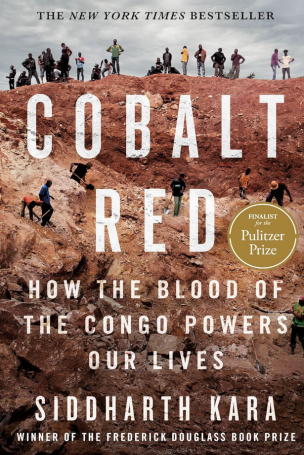 THE NEW YORK TIMES BESTSELLER
COBALT
RED
FINALIST
for the
Pulitzer
Prize
HOW THE BLOOD OF
THE CONGO POWERS
OUR LIVES
SIDDHARTH KARA
WINNER OF THE FREDERICK DOUGLASS BOOK PRIZE